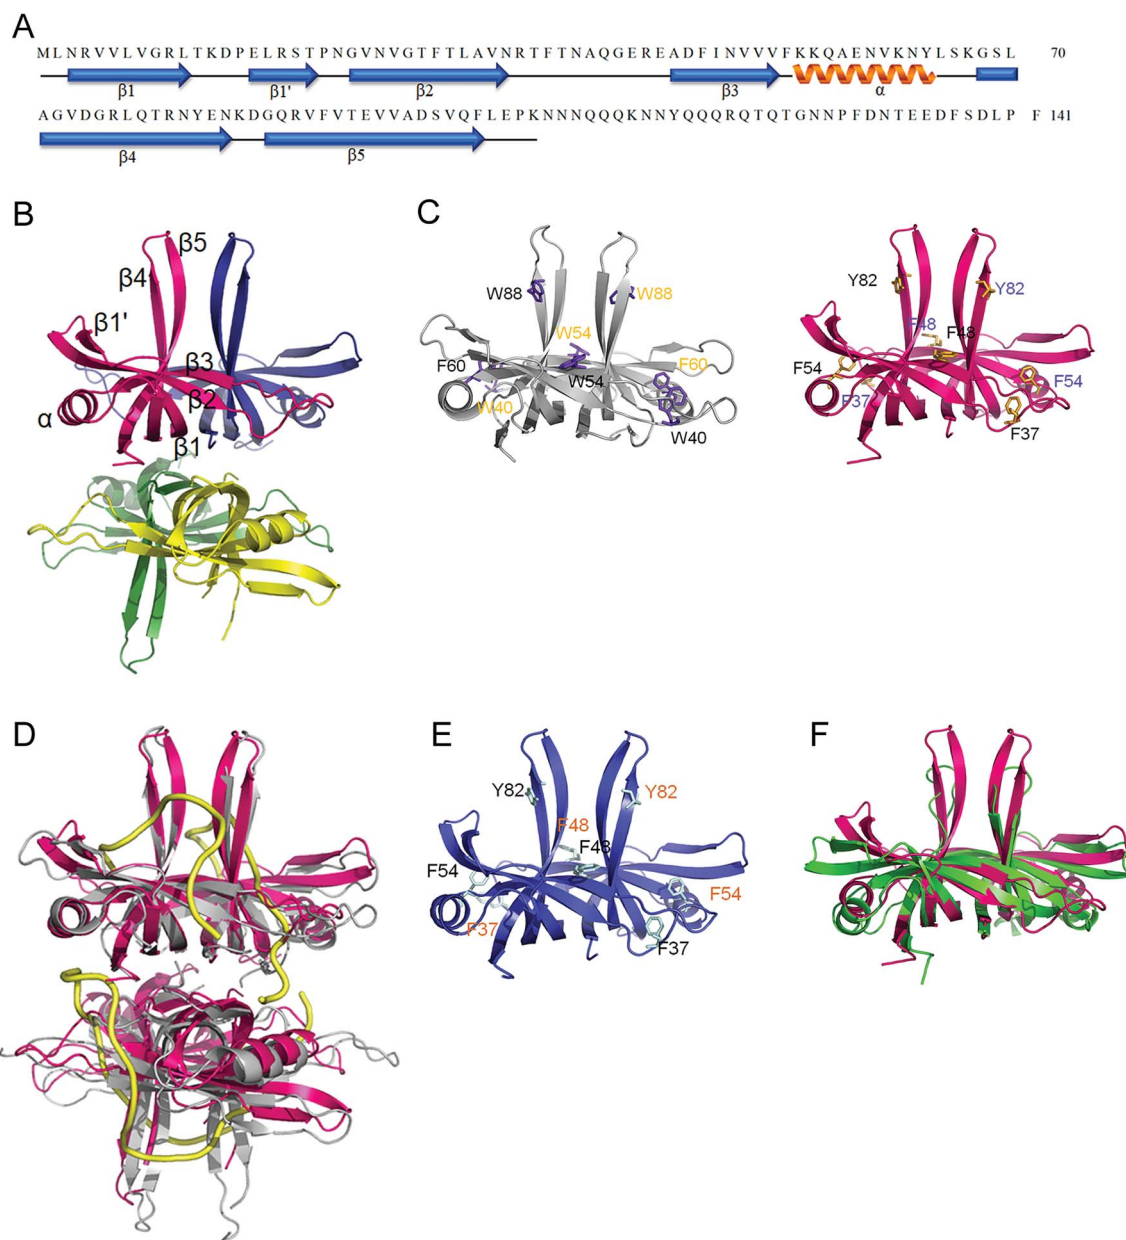 A
MLNRVVLVGRLTKDPELRSTPNGVNVGTFTLAVNRTFTNAQGEREADFINVVVFKKQAENVKNYLSKGSL 70
β1 β1' β2 β3 α
AGVDGRLQTRNYENKDGQRVFVTEVVADSVQFLEPKNNNQQQKNNYQQQRQTQTGNNPFDNTEEDFSDLP F 141
β4 β5
B
β5
β4
β1'
β3
β2
α
β1
C
W88 W88
W54
F60 W54 F60
W40 W40
Y82 Y82
F48 F48
F54 F54
F37 F37
D
E
Y82 Y82
F48 F48
F54 F54
F37 F37
F